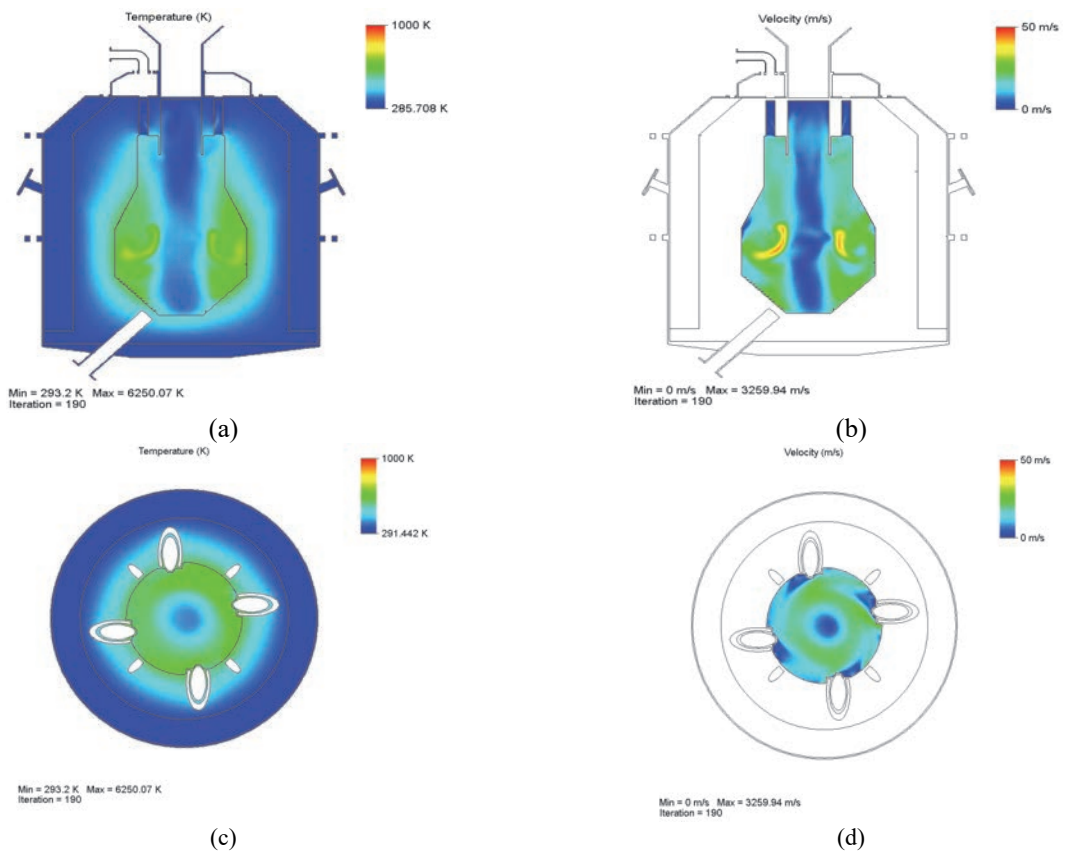 Temperature (K)
1000 K
285.708 K
Min = 293.2 K Max = 6250.07 K
Iteration = 190
(a)
Velocity (m/s)
50 m/s
0 m/s
Min = 0 m/s Max = 3259.94 m/s
Iteration = 190
(b)
Temperature (K)
1000 K
291.442 K
Min = 293.2 K Max = 6250.07 K
Iteration = 190
(c)
Velocity (m/s)
50 m/s
0 m/s
Min = 0 m/s Max = 3259.94 m/s
Iteration = 190
(d)